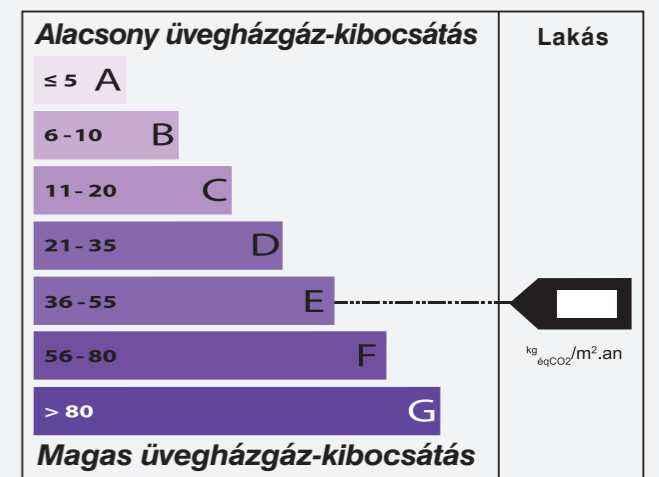 Alacsony üvegházgáz-kibocsátás
Lakás
≤ 5 A
6 - 10 B
11 - 20 C
21 - 35 D
36 - 55 E
56 - 80 F
> 80 G
kg éqCO2/m².an
Magas üvegházgáz-kibocsátás